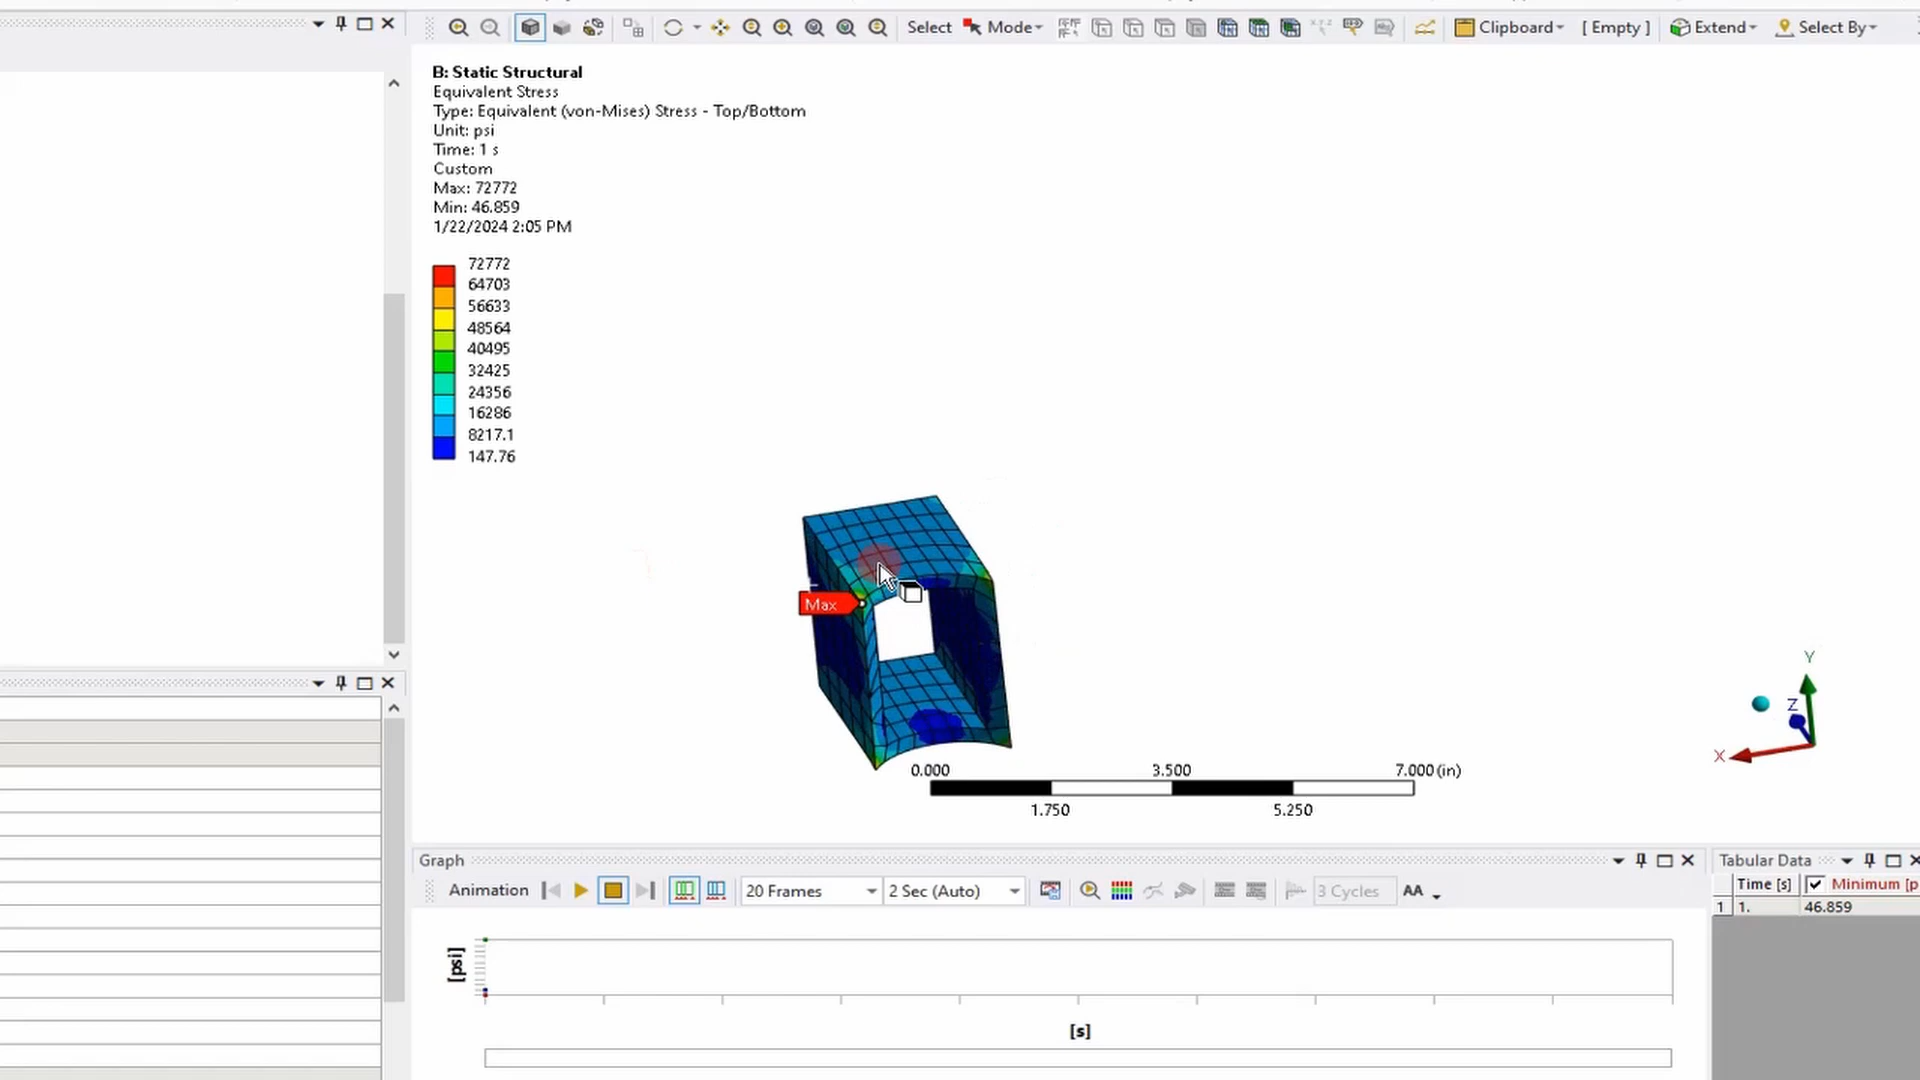 Select Mode Clipboard [ Empty ] Extend Select By
B: Static Structural
Equivalent Stress
Type: Equivalent (von-Mises) Stress - Top/Bottom
Unit: psi
Time: 1 s
Custom
Max: 72772
Min: 46.859
1/22/2024 2:05 PM
72772
64703
56633
48564
40495
32425
24356
16286
8217.1
147.76
Max
Y
Z
X
0.000 3.500 7.000 (in)
1.750 5.250
Graph
Animation 20 Frames 2 Sec (Auto) 3 Cycles AA
[psi]
[s]
Tabular Data
Time [s] Minimum [p
1 1. 46.859